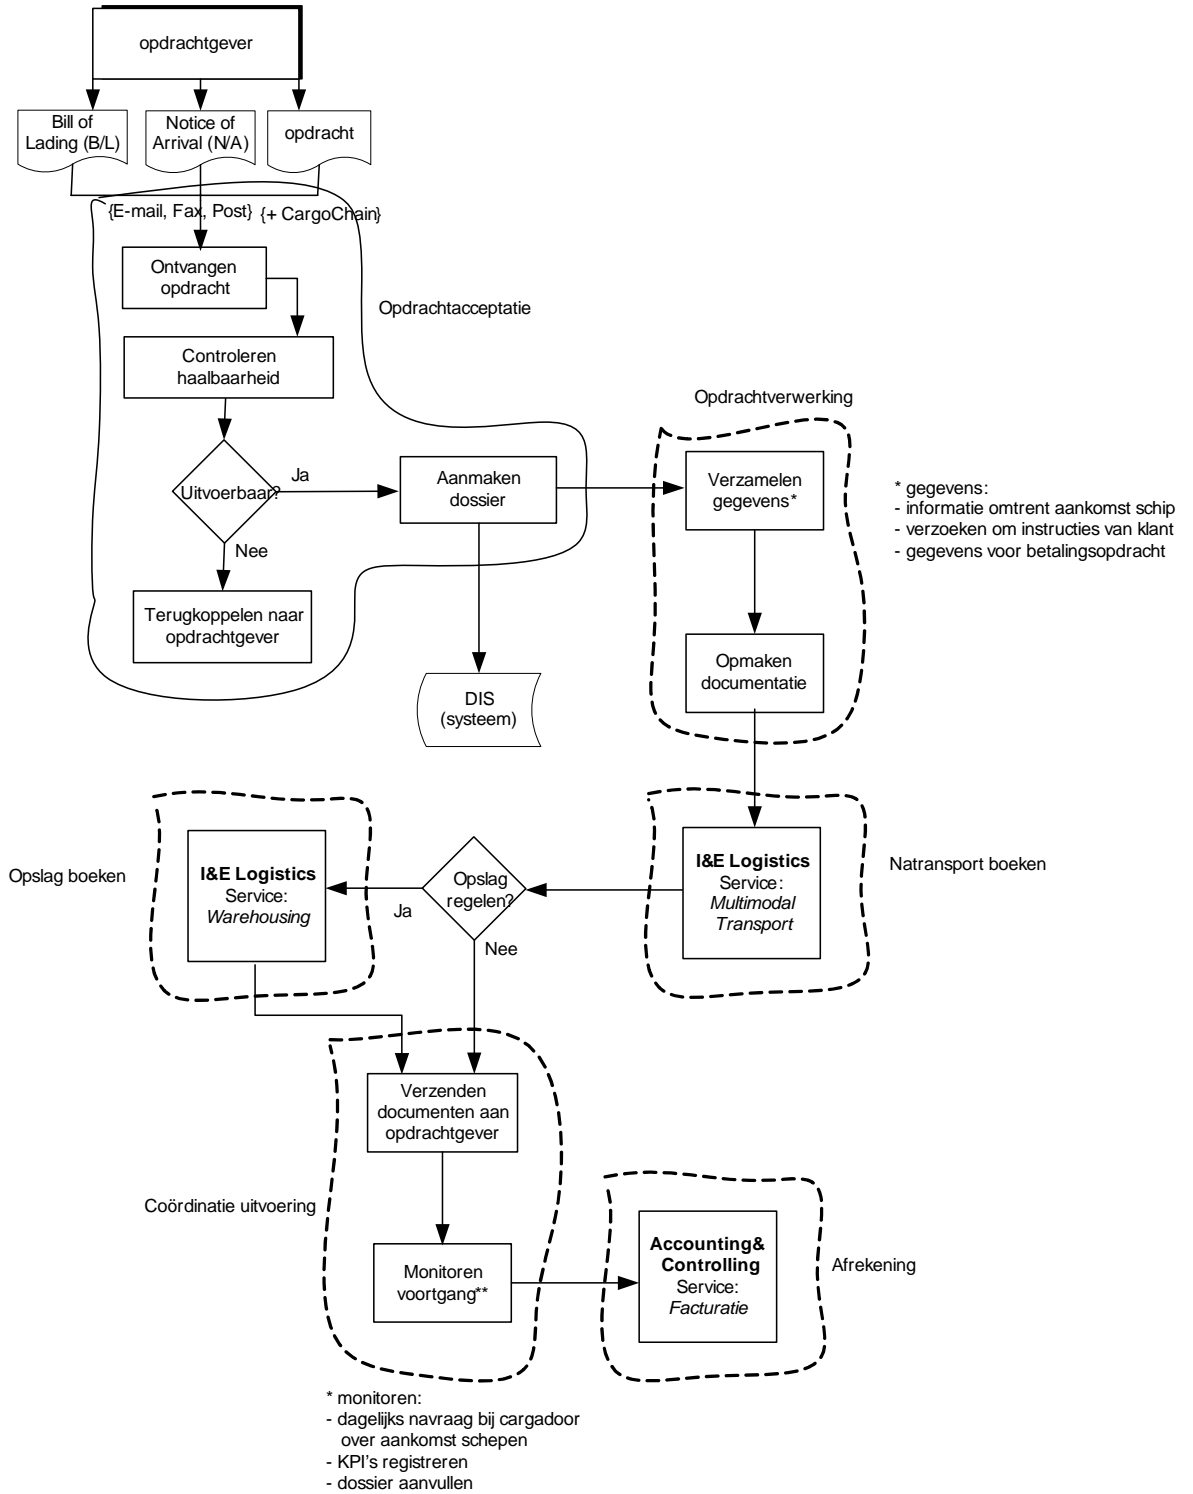 opdrachtgever
Bill of
Lading (B/L)
Notice of
Arrival (N/A)
opdracht
{E-mail, Fax, Post}
{+ CargoChain}
Ontvangen
opdracht
Opdrachtacceptatie
Controleren
haalbaarheid
Uitvoerbaar?
Ja
Nee
Terugkoppelen naar
opdrachtgever
Aanmaken
dossier
DIS
(systeem)
Opdrachtverwerking
Verzamelen
gegevens*
* gegevens:
- informatie omtrent aankomst schip
- verzoeken om instructies van klant
- gegevens voor betalingsopdracht
Opmaken
documentatie
I&E Logistics
Service:
Multimodal
Transport
Natransport boeken
Opslag
regelen?
Ja
Nee
I&E Logistics
Service:
Warehousing
Opslag boeken
Verzenden
documenten aan
opdrachtgever
Coördinatie uitvoering
Monitoren
voortgang**
Accounting&
Controlling
Service:
Facturatie
Afrekening
* monitoren:
- dagelijks navraag bij cargadoor
over aankomst schepen
- KPI's registreren
- dossier aanvullen